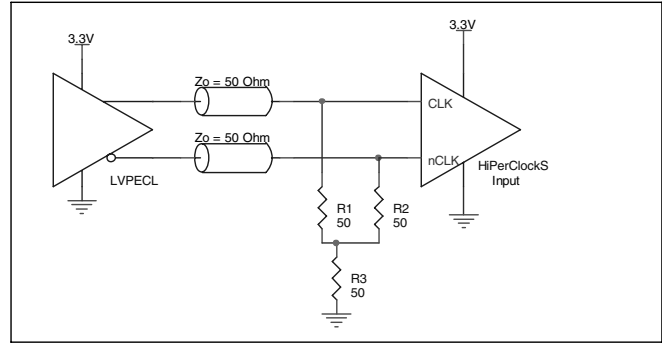 3.3V
3.3V
Zo = 50 Ohm
CLK
Zo = 50 Ohm
nCLK
LVPECL
HiPerClockS
Input
R1
50
R2
50
R3
50